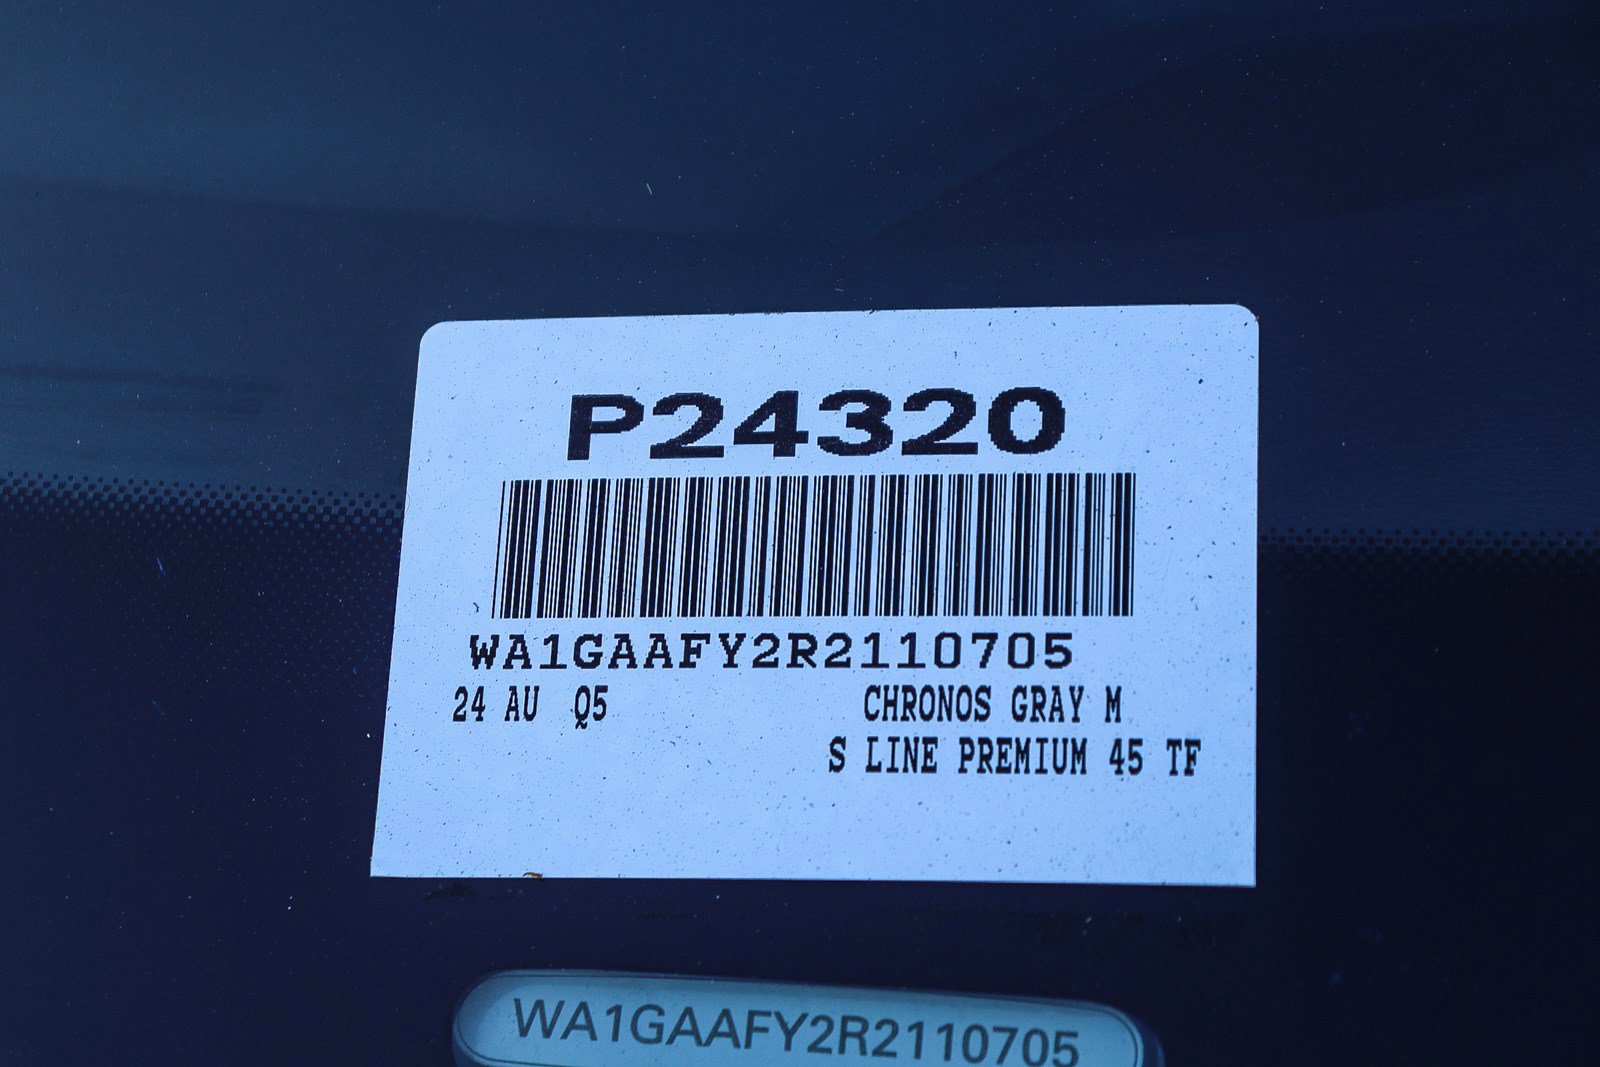 P24320
WA1GAAFY2R2110705
24 AU Q5 CHRONOS GRAY M
S LINE PREMIUM 45 TF
WA1GAAFY2R2110705